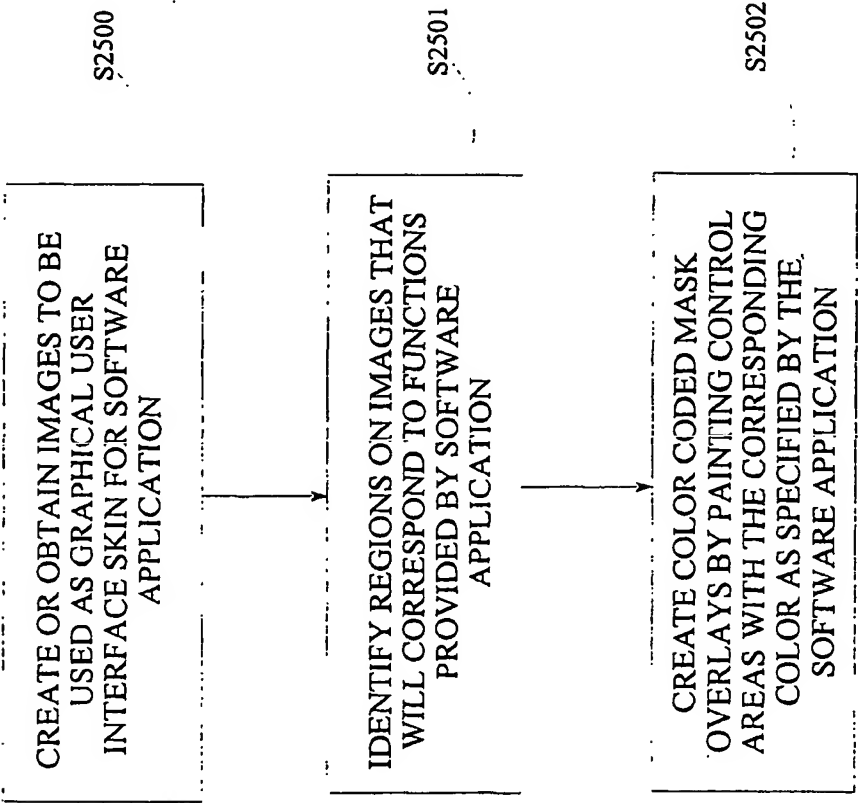 S2500
CREATE OR OBTAIN IMAGES TO BE
USED AS GRAPHICAL USER
INTERFACE SKIN FOR SOFTWARE
APPLICATION
S2501
IDENTIFY REGIONS ON IMAGES THAT
WILL CORRESPOND TO FUNCTIONS
PROVIDED BY SOFTWARE
APPLICATION
S2502
CREATE COLOR CODED MASK
OVERLAYS BY PAINTING CONTROL
AREAS WITH THE CORRESPONDING
COLOR AS SPECIFIED BY THE
SOFTWARE APPLICATION